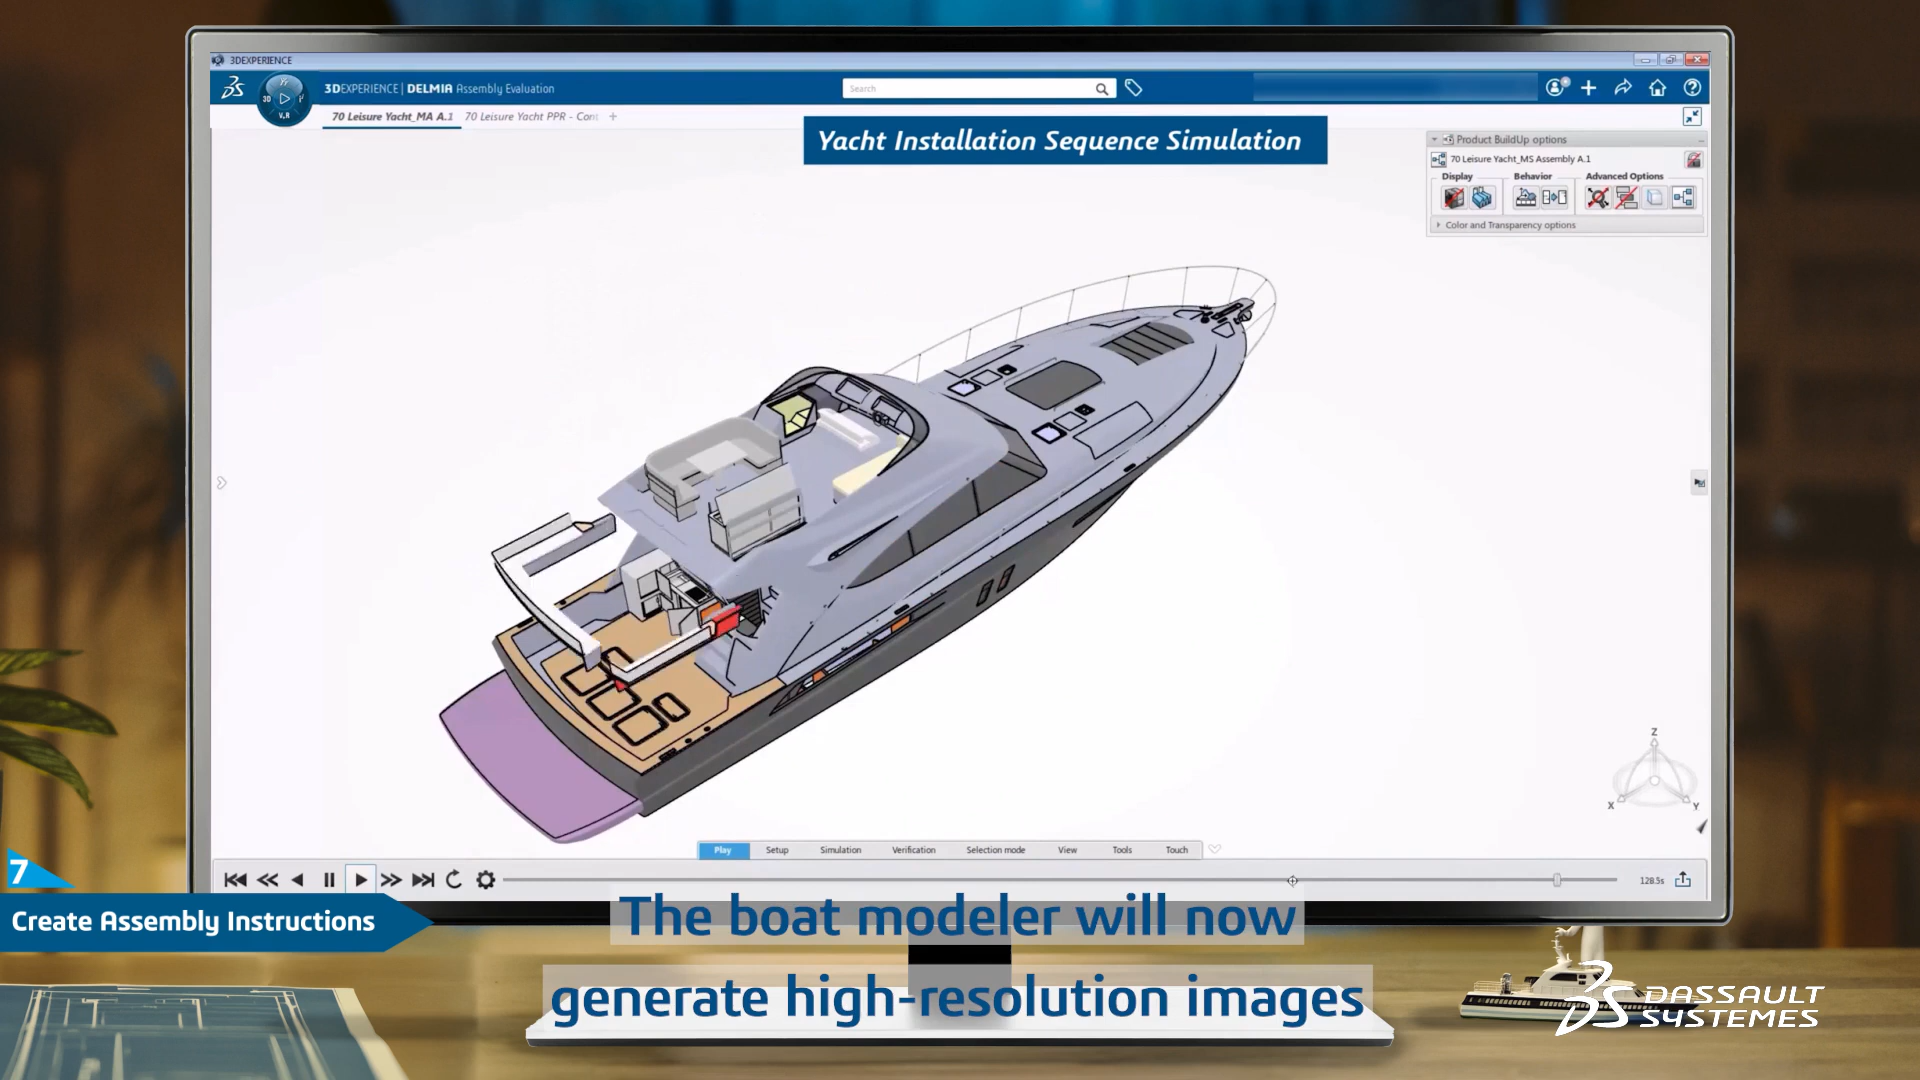 3DEXPERIENCE
3DEXPERIENCE | DELMIA Assembly Evaluation
Search
3D
V.R
70 Leisure Yacht_MA A.1
70 Leisure Yacht PPR - Con
Yacht Installation Sequence Simulation
Product BuildUp options
70 Leisure Yacht_MS Assembly A.1
Display Behavior Advanced Options
Color and Transparency options
Z
X
Y
Play Setup Simulation Verification Selection mode View Tools Touch
128.5s
7
Create Assembly Instructions
The boat modeler will now
generate high-resolution images
DASSAULT
SYSTEMES